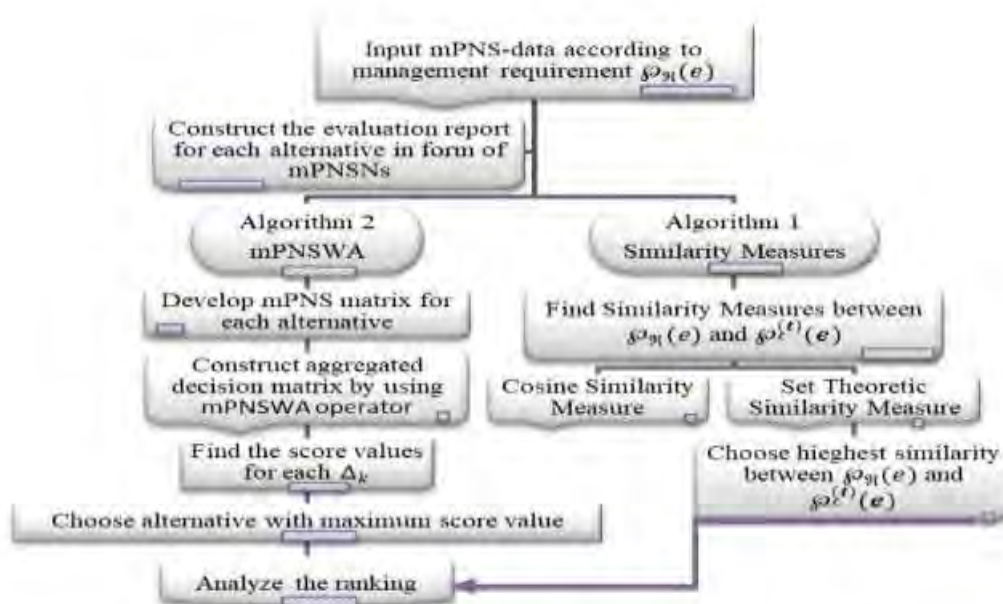 Input mPNS-data according to
management requirement ℘𝔑(e)
Construct the evaluation report
for each alternative in form of
mPNSNs
Algorithm 2
mPNSWA
Develop mPNS matrix for
each alternative
Construct aggregated
decision matrix by using
mPNSWA operator
Find the score values
for each Δk
Choose alternative with maximum score value
Analyze the ranking
Algorithm 1
Similarity Measures
Find Similarity Measures between
℘𝔑(e) and ℘(t)(e)
Cosine Similarity
Measure
Set Theoretic
Similarity Measure
Choose hieghest similarity
between ℘𝔑(e) and
℘(t)(e)